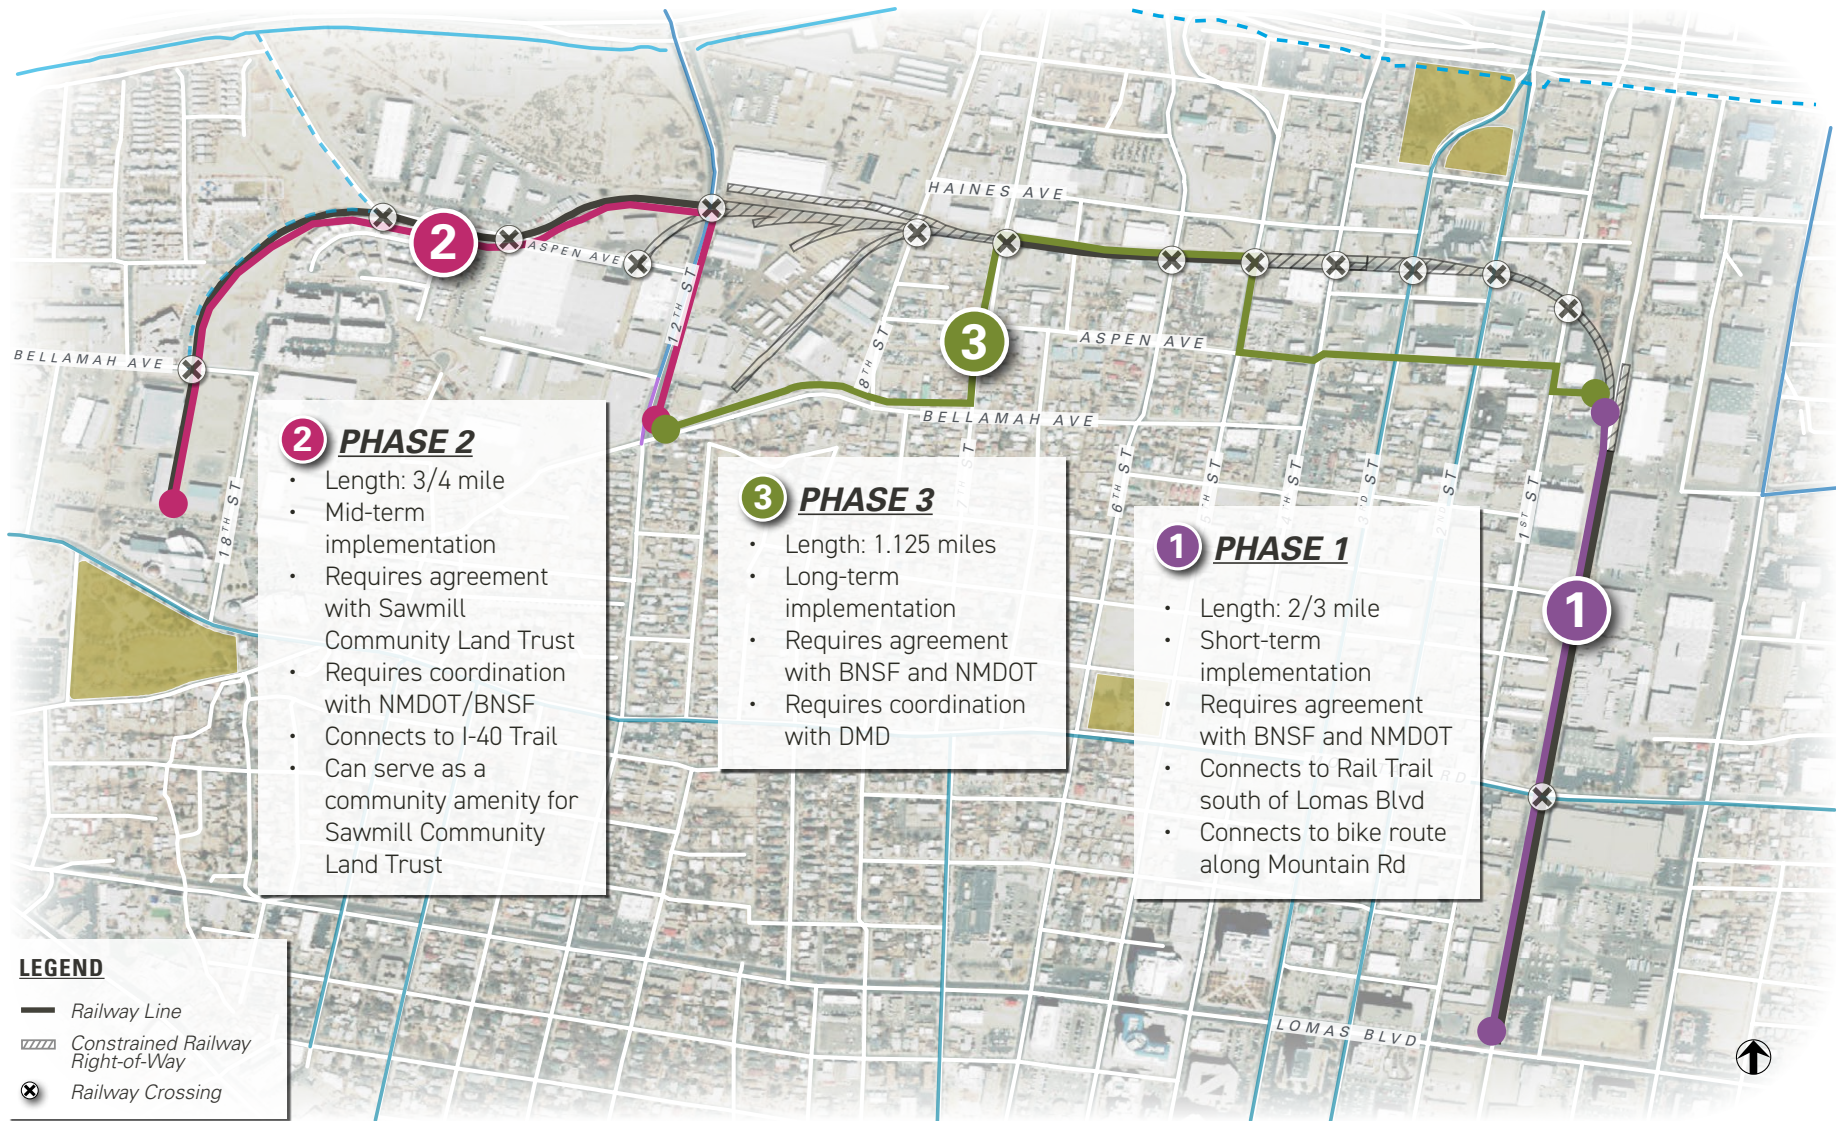 HAINES AVE
2
ASPEN AVE
12TH ST
3
8TH ST
ASPEN AVE
BELLAMAH AVE
BELLAMAH AVE
18TH ST
6TH ST
1ST ST
2 PHASE 2
• Length: 3/4 mile
• Mid-term
implementation
• Requires agreement
with Sawmill
Community Land Trust
• Requires coordination
with NMDOT/BNSF
• Connects to I-40 Trail
• Can serve as a
community amenity for
Sawmill Community
Land Trust
3 PHASE 3
• Length: 1.125 miles
• Long-term
implementation
• Requires agreement
with BNSF and NMDOT
• Requires coordination
with DMD
1 PHASE 1
• Length: 2/3 mile
• Short-term
implementation
• Requires agreement
with BNSF and NMDOT
• Connects to Rail Trail
south of Lomas Blvd
• Connects to bike route
along Mountain Rd
1
LOMAS BLVD
LEGEND
Railway Line
Constrained Railway
Right-of-Way
Railway Crossing